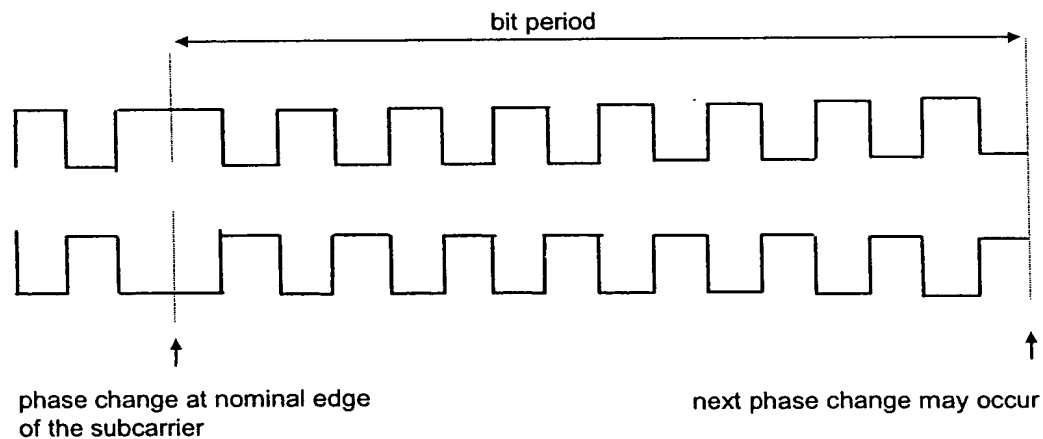 bit period
phase change at nominal edge
of the subcarrier
next phase change may occur